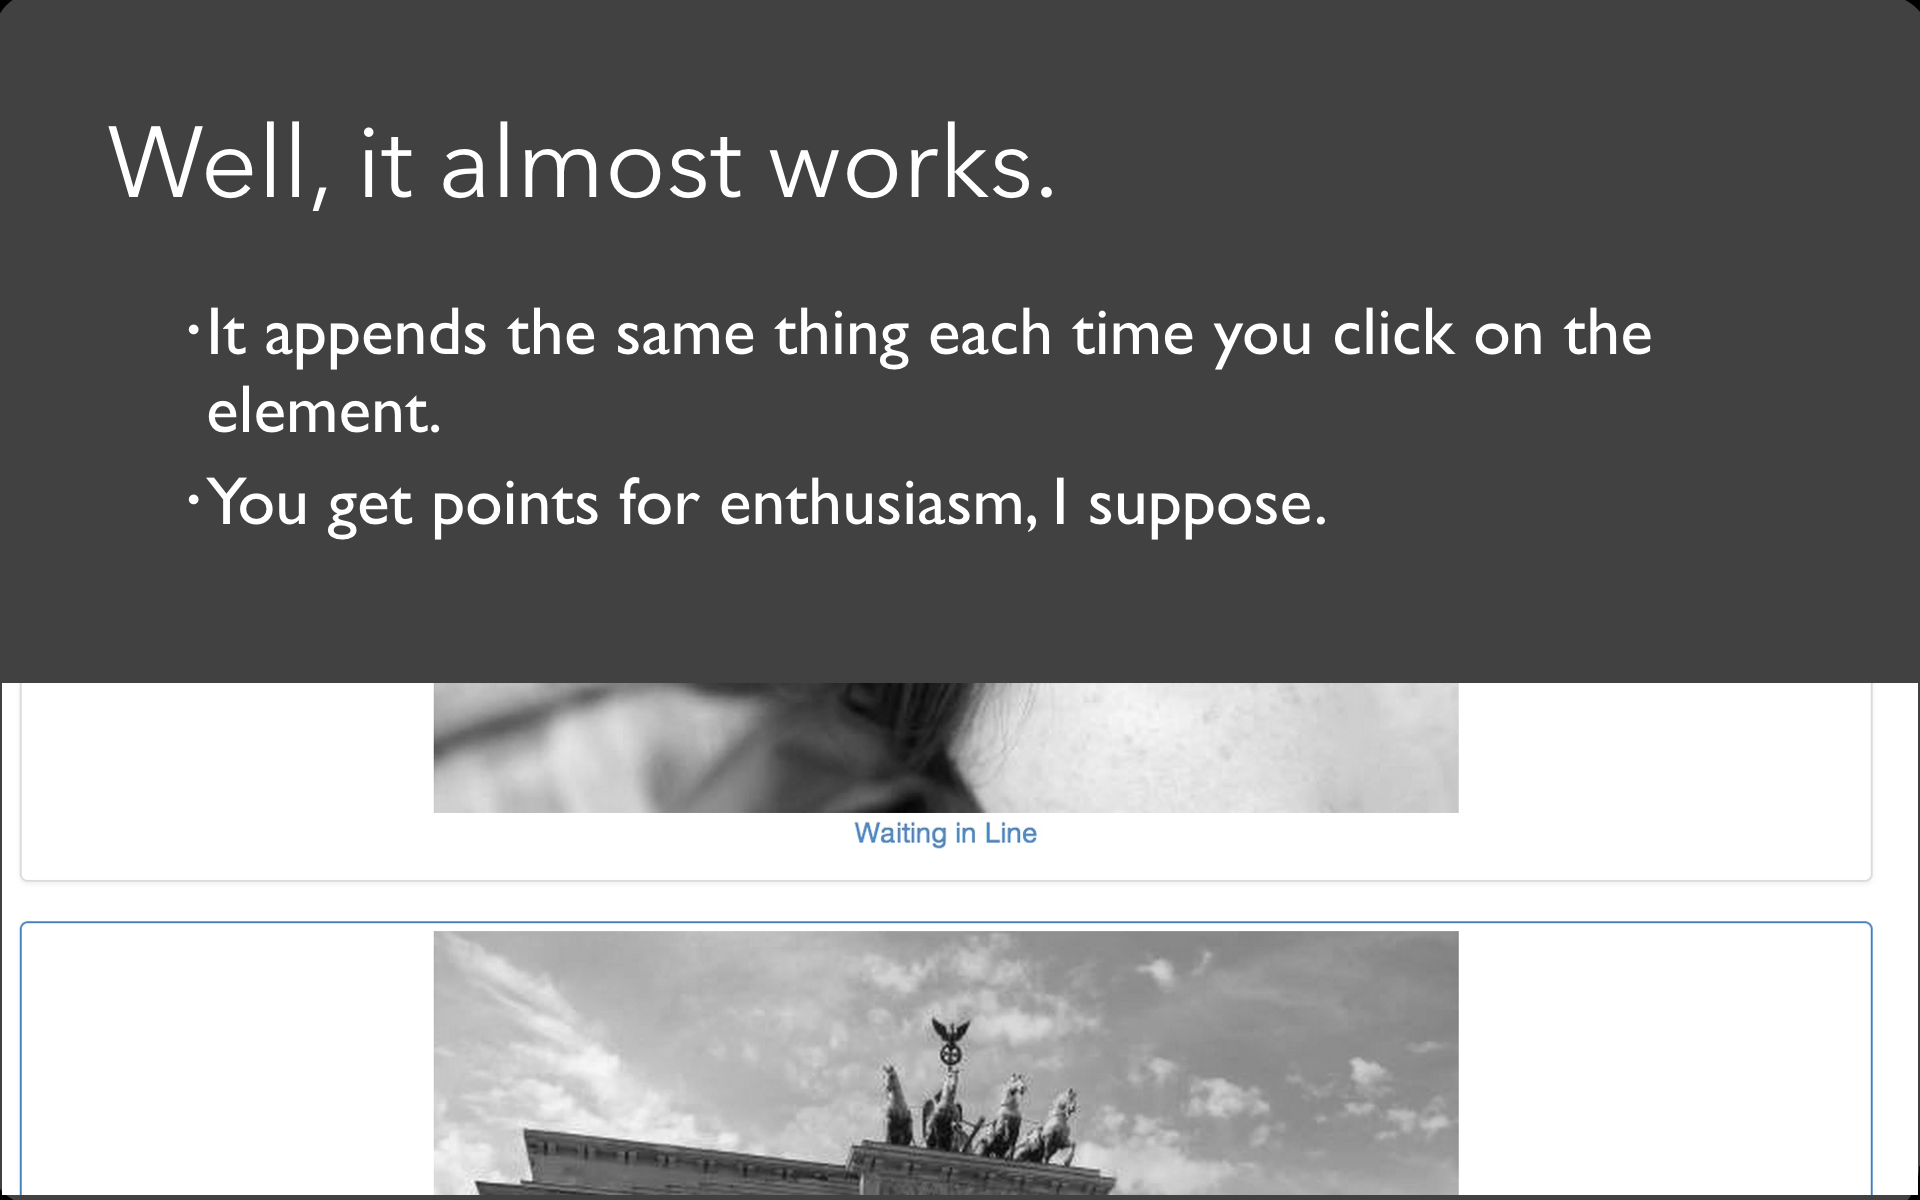 Well, it almost works.
•It appends the same thing each time you click on the
element.
•You get points for enthusiasm, I suppose.
Waiting in Line